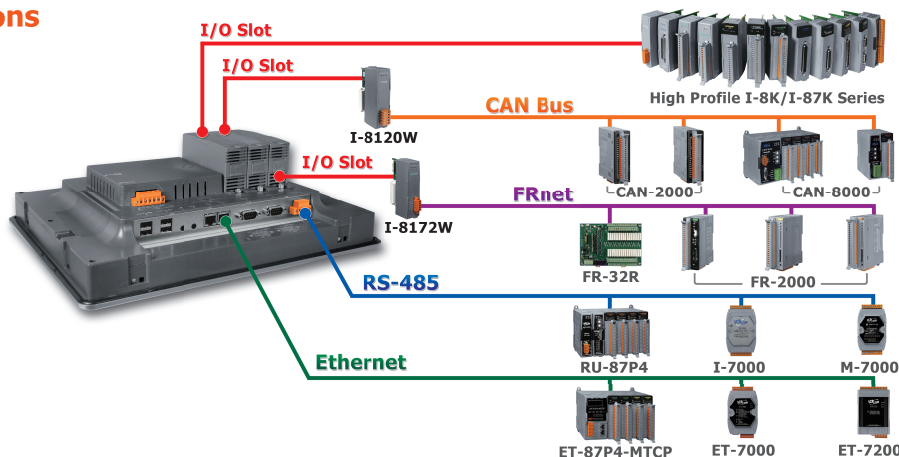 ons
I/O Slot
I/O Slot
High Profile I-8K/I-87K Series
CAN Bus
I-8120W
I/O Slot
CAN-2000
CAN-8000
FRnet
I-8172W
FR-32R
FR-2000
RS-485
RU-87P4
I-7000
M-7000
Ethernet
ET-87P4-MTCP
ET-7000
ET-7200